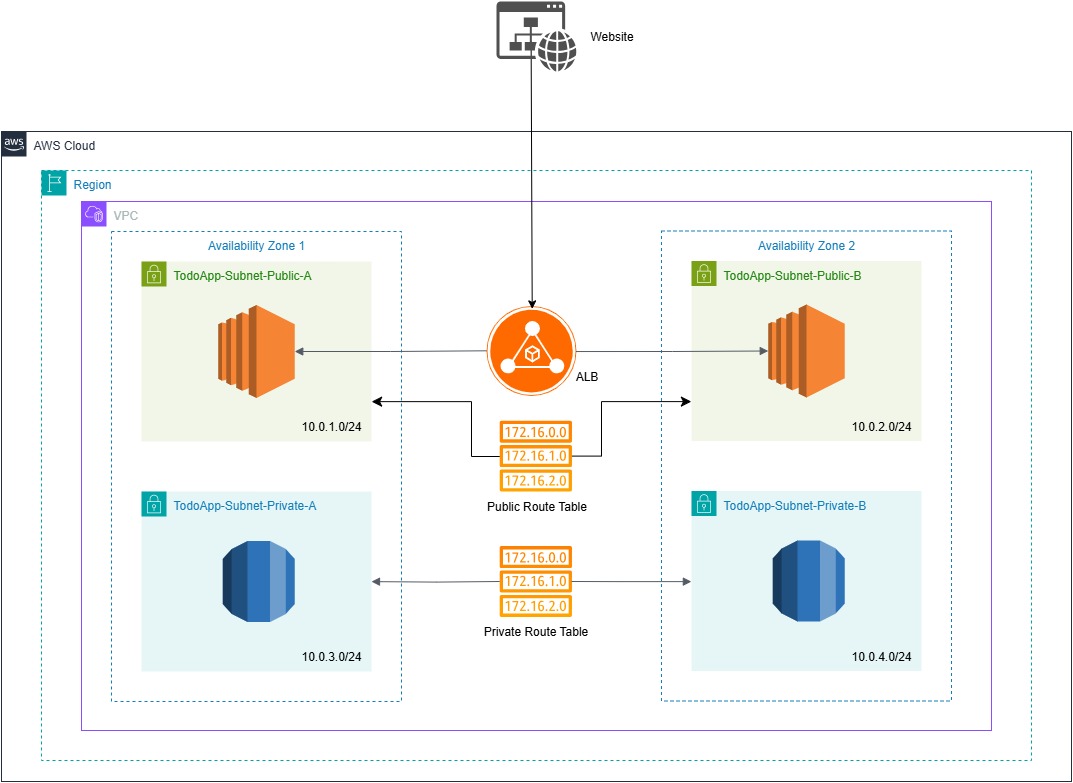 Website
aws
AWS Cloud
Region
VPC
Availability Zone 1
Availability Zone 2
TodoApp-Subnet-Public-A
TodoApp-Subnet-Public-B
ALB
10.0.1.0/24
10.0.2.0/24
172.16.0.0
172.16.1.0
172.16.2.0
Public Route Table
TodoApp-Subnet-Private-A
TodoApp-Subnet-Private-B
172.16.0.0
172.16.1.0
172.16.2.0
Private Route Table
10.0.3.0/24
10.0.4.0/24